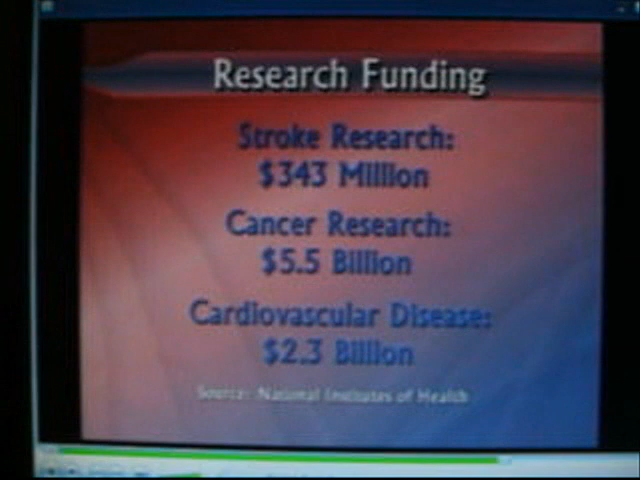 Research Funding
Stroke Research:
$343 Million
Cancer Research:
$5.5 Billion
Cardiovascular Disease:
$2.3 Billion
Source: National Institutes of Health